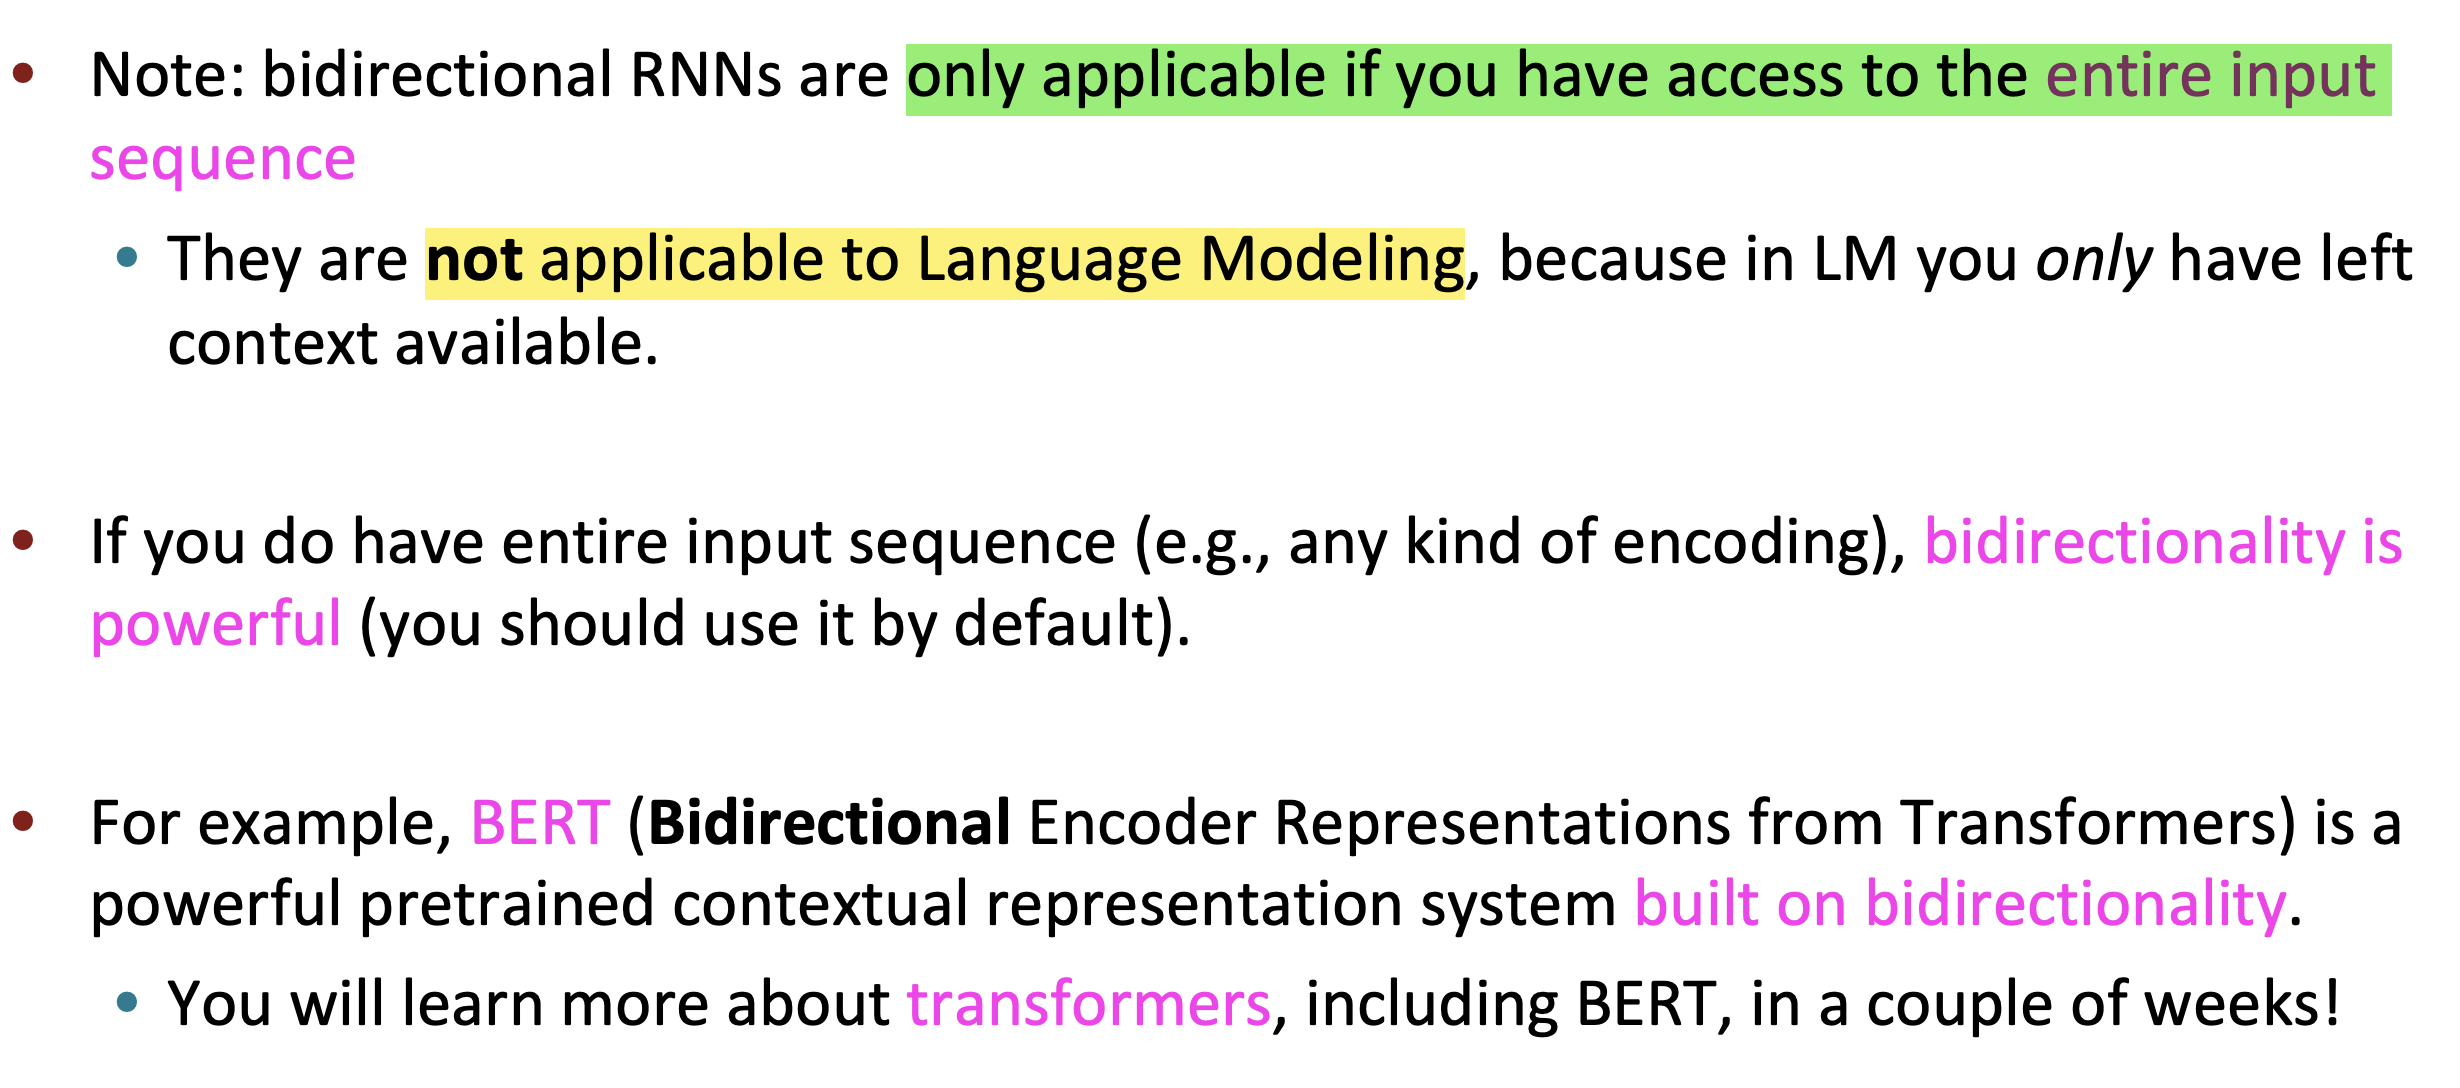 • Note: bidirectional RNNs are only applicable if you have access to the entire input
sequence
• They are not applicable to Language Modeling, because in LM you only have left
context available.
• If you do have entire input sequence (e.g., any kind of encoding), bidirectionality is
powerful (you should use it by default).
• For example, BERT (Bidirectional Encoder Representations from Transformers) is a
powerful pretrained contextual representation system built on bidirectionality.
• You will learn more about transformers, including BERT, in a couple of weeks!